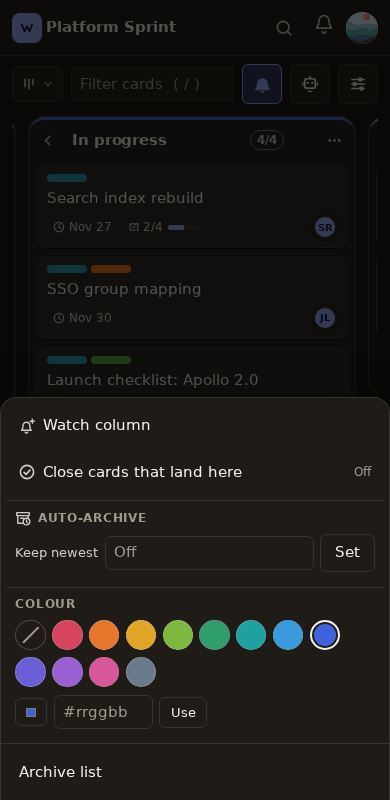 W Platform Sprint
Filter cards ( / )
In progress 4/4
Search index rebuild
Nov 27 2/4 SR
SSO group mapping
Nov 30 JL
Launch checklist: Apollo 2.0
Watch column
Close cards that land here Off
AUTO-ARCHIVE
Keep newest Off Set
COLOUR
#rrggbb Use
Archive list